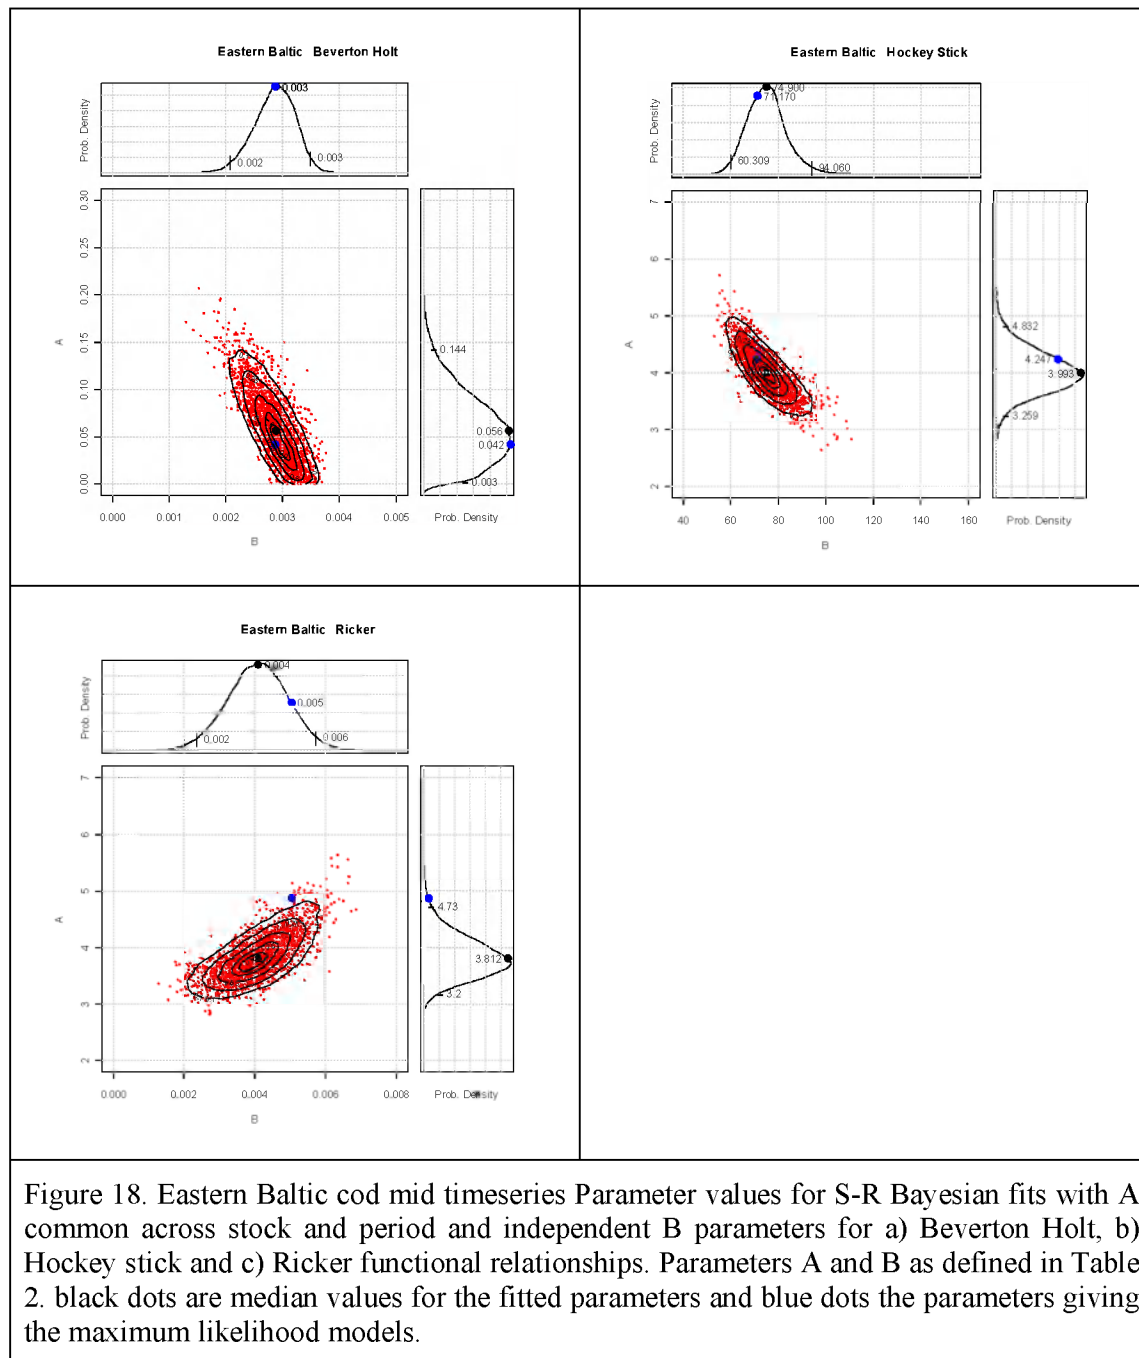 Eastern Baltic Beverton Holt
Prob. Density
0.003
0.002
0.003
0.30
0.25
0.20
0.15
0.10
0.05
0.00
A
0.144
0.056
0.042
0.003
0.000 0.001 0.002 0.003 0.004 0.005
B
Prob. Density
Eastern Baltic Hockey Stick
Prob. Density
74.900
71.170
60.309
94.060
7
6
5
4
3
2
A
4.832
4.247
3.993
3.259
40 60 80 100 120 140 160
B
Prob. Density
Eastern Baltic Ricker
Prob. Density
0.004
0.005
0.002
0.006
7
6
5
4
3
2
A
4.73
3.812
3.2
0.000 0.002 0.004 0.006 0.008
B
Prob. Density
Figure 18. Eastern Baltic cod mid timeseries Parameter values for S-R Bayesian fits with A
common across stock and period and independent B parameters for a) Beverton Holt, b)
Hockey stick and c) Ricker functional relationships. Parameters A and B as defined in Table
2. black dots are median values for the fitted parameters and blue dots the parameters giving
the maximum likelihood models.